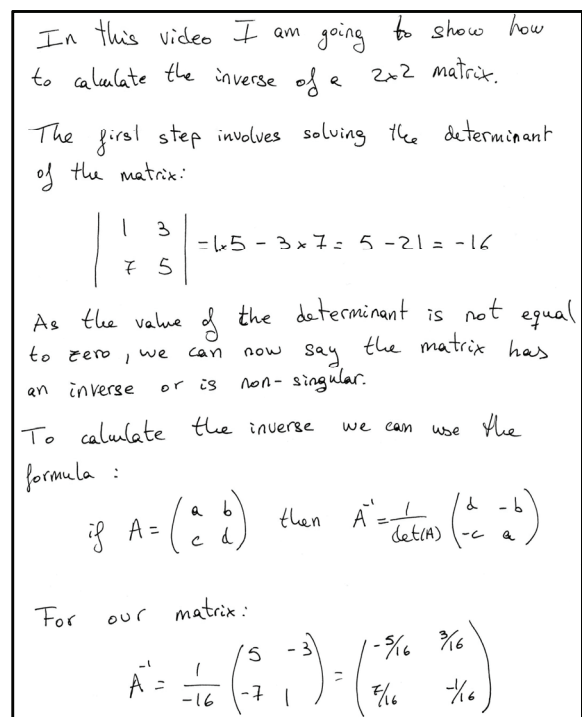 In this video I am going to show how
to calculate the inverse of a 2x2 matrix.
The first step involves solving the determinant
of the matrix:
| 1 3 |
| 7 5 | = 1x5 - 3x7 = 5 - 21 = -16
As the value of the determinant is not equal
to zero, we can now say the matrix has
an inverse or is non-singular.
To calculate the inverse we can use the
formula:
if A = (a b; c d) then A⁻¹ = 1/det(A) (d -b; -c a)
For our matrix:
A⁻¹ = 1/-16 (5 -3; -7 1) = (-5/16 3/16; 7/16 -1/16)